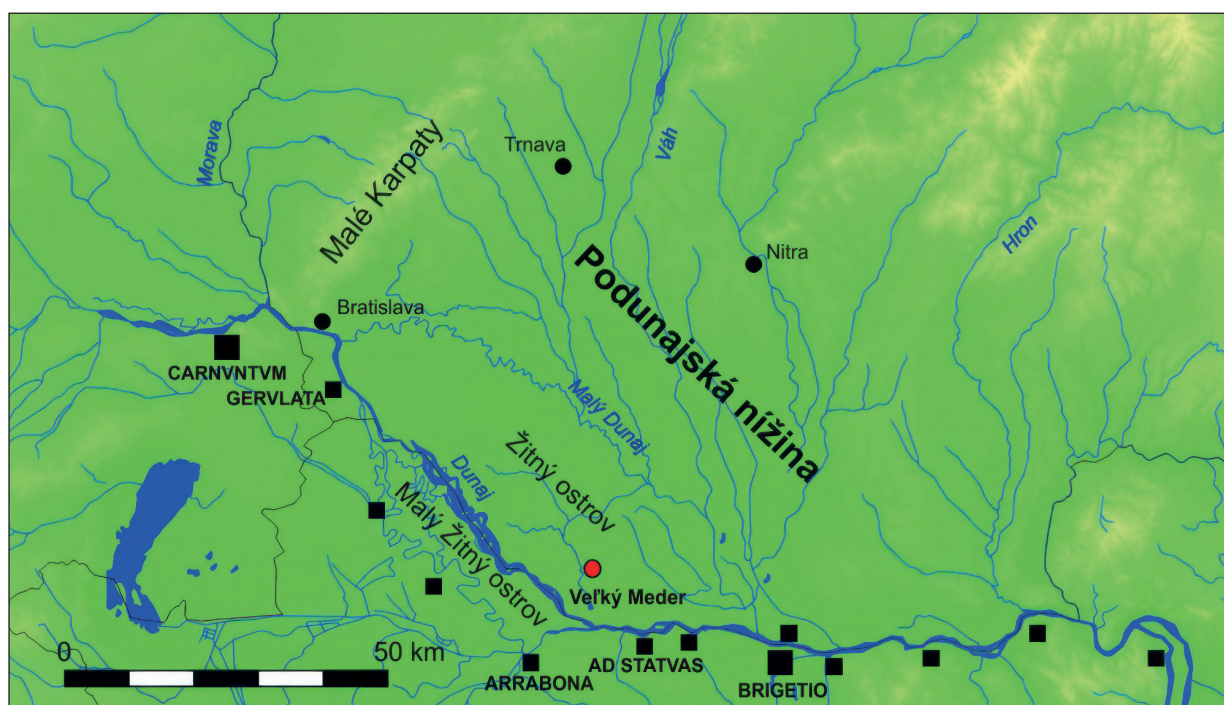 Morava
Malé Karpaty
Trnava
Váh
Hron
Nitra
Podunajská nížina
Bratislava
CARNVNTVM
GERVLATA
Malý Dunaj
Žitný ostrov
Dunaj
Malý Žitný ostrov
Veľký Meder
0 50 km
AD STATVAS
ARRABONA
BRIGETIO